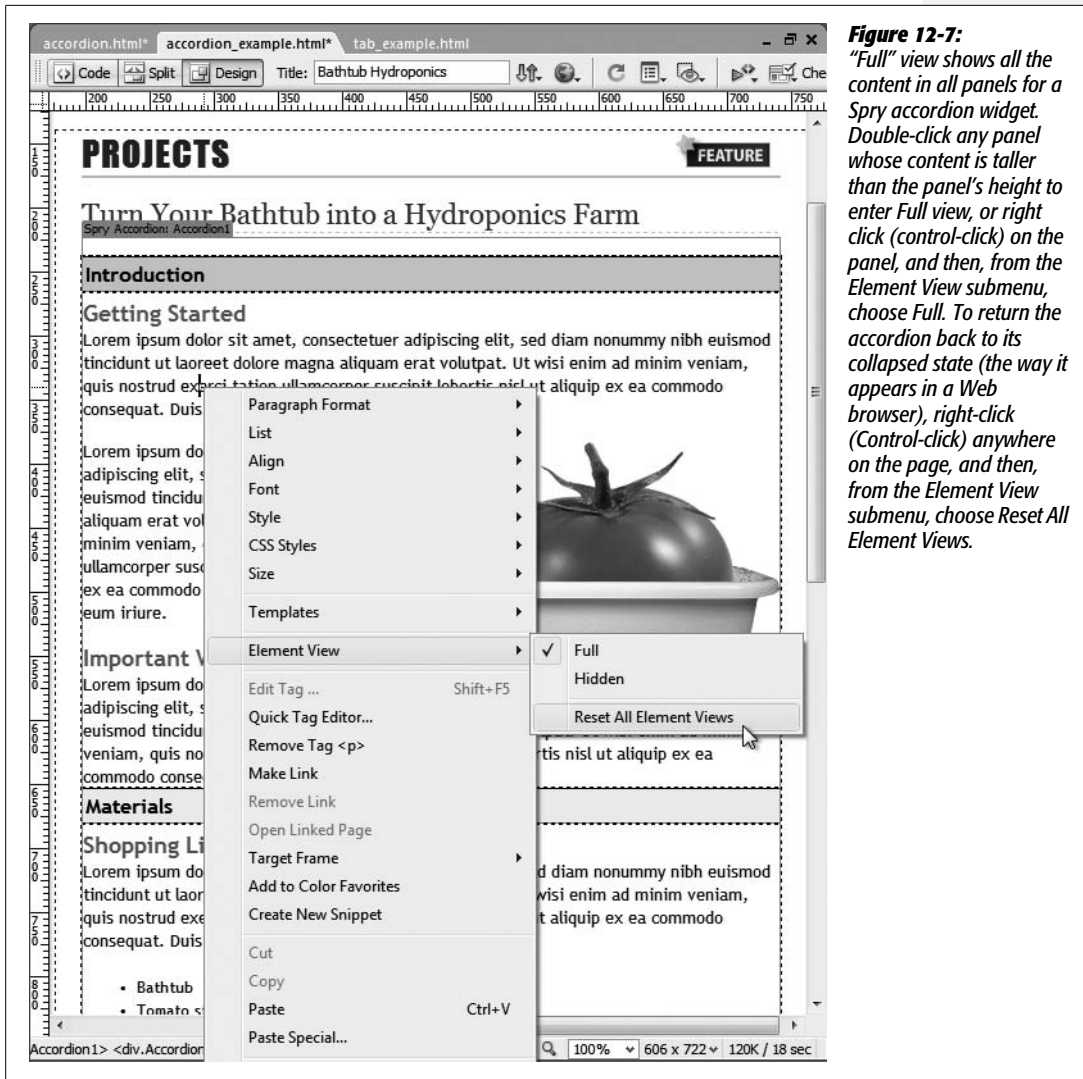 accordion.html* accordion_example.html* tab_example.html
Code Split Design Title: Bathtub Hydroponics Che
200 250 300 350 400 450 500 550 600 650 700 750
PROJECTS
FEATURE
Turn Your Bathtub into a Hydroponics Farm
Spry Accordion: Accordion1
Introduction
Getting Started
Lorem ipsum dolor sit amet, consectetuer adipiscing elit, sed diam nonummy nibh euismod
tincidunt ut laoreet dolore magna aliquam erat volutpat. Ut wisi enim ad minim veniam,
quis nostrud exerci tation ullamcorper suscipit lobortis nisl ut aliquip ex ea commodo
consequat. Duis
Lorem ipsum do
adipiscing elit, s
euismod tincidu
aliquam erat vol
minim veniam,
ullamcorper susc
ex ea commodo
eum iriure.
Important V
Lorem ipsum do
adipiscing elit, s
euismod tincidu
veniam, quis no
rtis nisl ut aliquip ex ea
commodo conse
Materials
Shopping Li
Lorem ipsum do
d diam nonummy nibh euismod
tincidunt ut laor
wisi enim ad minim veniam,
quis nostrud exe
t aliquip ex ea commodo
consequat. Duis
• Bathtub
• Tomato s
Paragraph Format
List
Align
Font
Style
CSS Styles
Size
Templates
Element View
Edit Tag ... Shift+F5
Quick Tag Editor...
Remove Tag <p>
Make Link
Remove Link
Open Linked Page
Target Frame
Add to Color Favorites
Create New Snippet
Cut
Copy
Paste Ctrl+V
Paste Special...
Full
Hidden
Reset All Element Views
Accordion1> <div.Accordion 100% 606 x 722 120K / 18 sec
Figure 12-7:
"Full" view shows all the
content in all panels for a
Spry accordion widget.
Double-click any panel
whose content is taller
than the panel's height to
enter Full view, or right
click (control-click) on the
panel, and then, from the
Element View submenu,
choose Full. To return the
accordion back to its
collapsed state (the way it
appears in a Web
browser), right-click
(Control-click) anywhere
on the page, and then,
from the Element View
submenu, choose Reset All
Element Views.